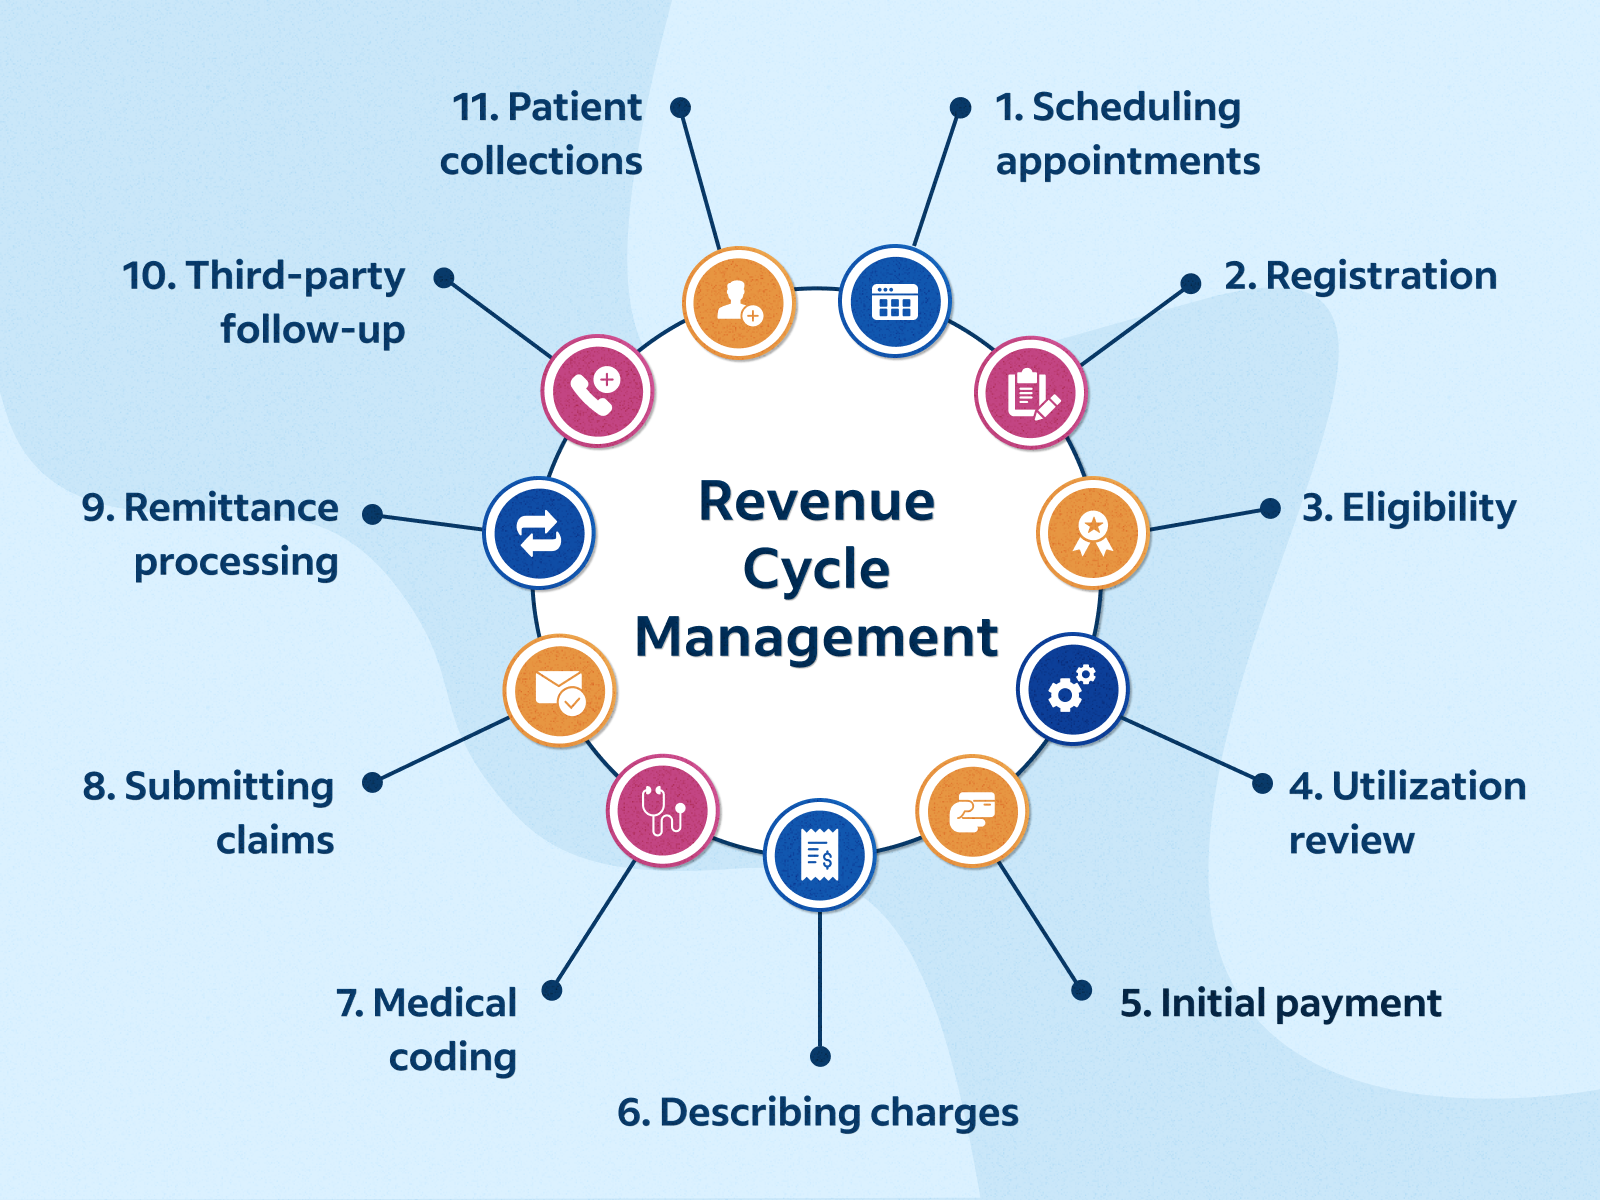 Revenue
Cycle
Management
1. Scheduling
appointments
2. Registration
3. Eligibility
4. Utilization
review
5. Initial payment
6. Describing charges
7. Medical
coding
8. Submitting
claims
9. Remittance
processing
10. Third-party
follow-up
11. Patient
collections
$